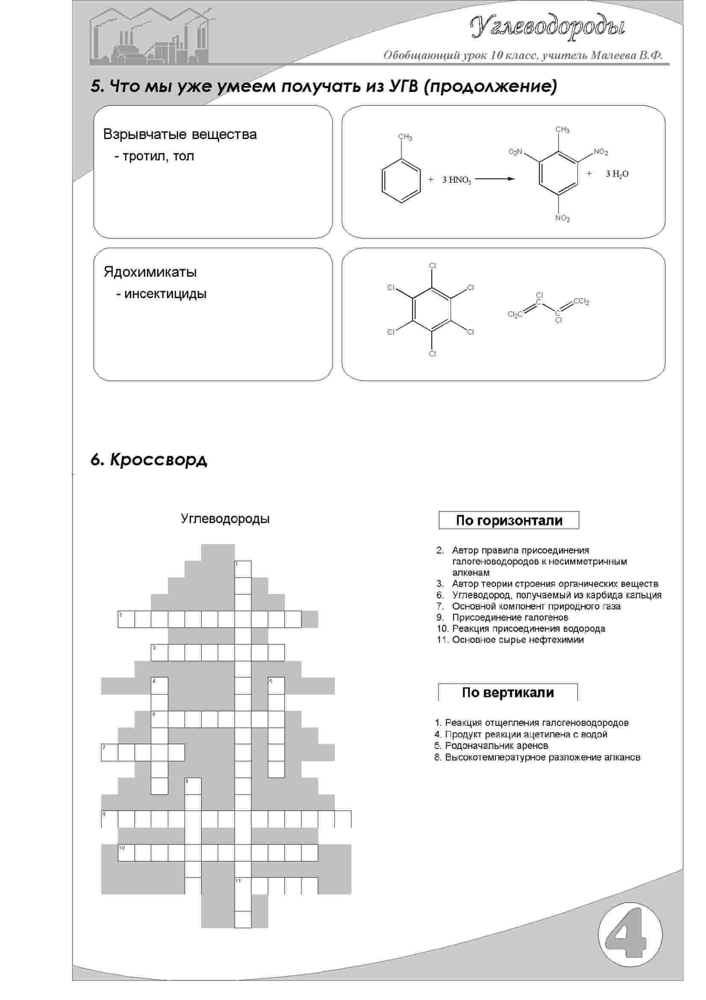 Углеводороды
Обобщающий урок 10 класс, учитель Малеева В.Ф.
5. Что мы уже умеем получать из УГВ (продолжение)
Взрывчатые вещества
- тротил, тол
CH3
+ 3 HNO3
CH3
O2N
NO2
NO2
+ 3 H2O
Ядохимикаты
- инсектициды
Cl
Cl
Cl
Cl
Cl
Cl
Cl
Cl2C
C
C
CCl2
Cl
6. Кроссворд
Углеводороды
1
2
3
4
5
6
7
8
9
10
11
По горизонтали
2. Автор правила присоединения
галогеноводородов к несимметричным
алкенам
3. Автор теории строения органических веществ
6. Углеводород, получаемый из карбида кальция
7. Основной компонент природного газа
9. Присоединение галогенов
10. Реакция присоединения водорода
11. Основное сырье нефтехимии
По вертикали
1. Реакция отщепления галогеноводородов
4. Продукт реакции ацетилена с водой
5. Родоначальник аренов
8. Высокотемпературное разложение алканов
4